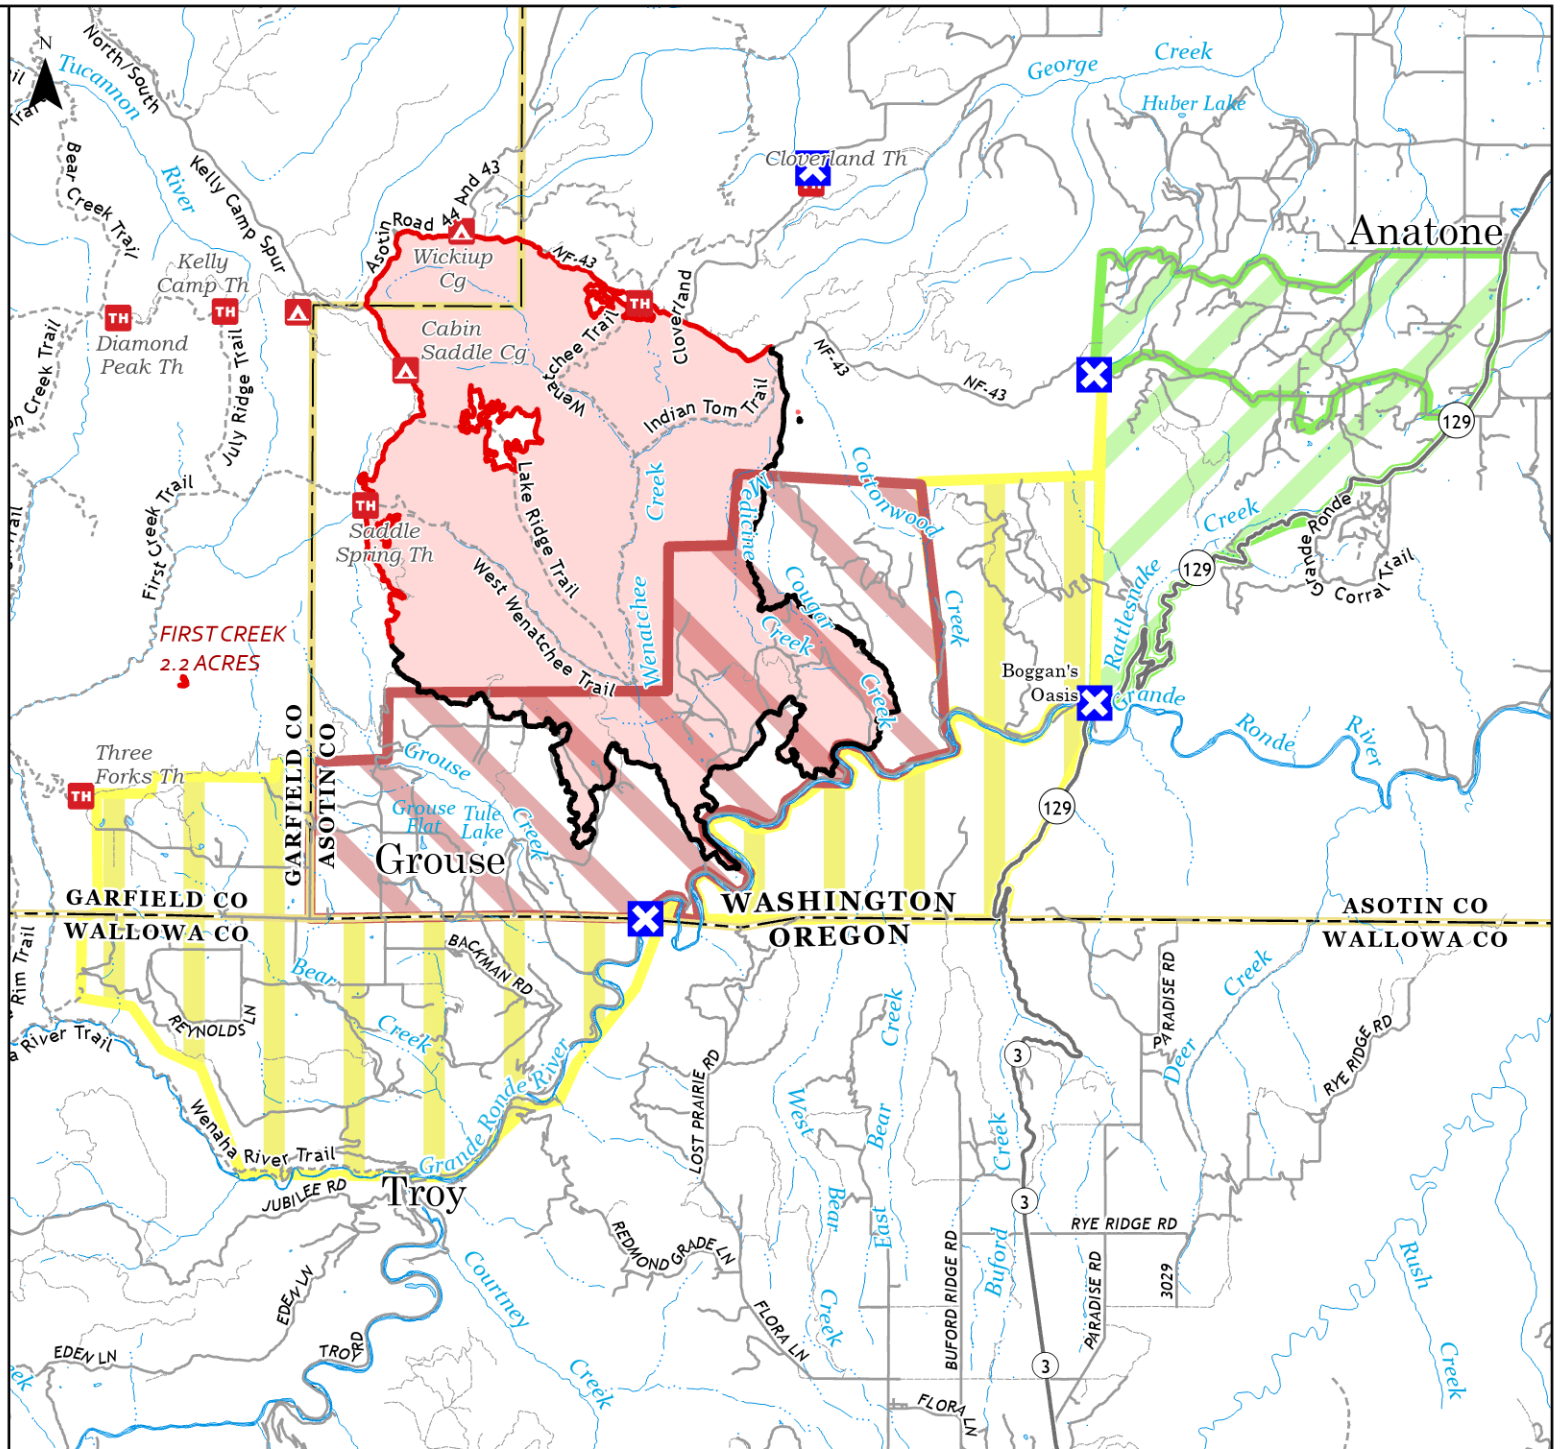 N
North/South
Tucannon
River
Trail
Bear Creek Trail
Kelly Camp Spur
George
Creek
Huber Lake
Cloverland Th
Asotin
Road 44 And 43
Wickiup
Cg
NF-43
Anatone
Kelly
Camp Th
TH
TH
TH
Diamond
Peak Th
Cabin
Saddle Cg
Cloverland
Wenatchee Trail
Indian Tom Trail
NF-43
NF-43
on Creek Trail
July Ridge Trail
129
First Creek Trail
TH
Saddle
Spring Th
Lake Ridge Trail
Creek
Wenatchee
Medicine
Creek
Cottonwood
Creek
Creek
Rattlesnake
Grande Ronde
Corral Trail
129
West Wenatchee Trail
Cougar
Creek
FIRST CREEK
2.2 ACRES
Boggan's
Oasis
Grande
Ronde
River
GARFIELD CO
ASOTIN CO
Three
Forks Th
TH
Grouse
Creek
Grouse
Flat
Tule
Lake
129
Grouse
GARFIELD CO
WALLOWA CO
WASHINGTON
OREGON
ASOTIN CO
WALLOWA CO
Rim Trail
a River Trail
Bear
Creek
BACKMAN RD
REYNOLDS LN
Creek
PARADISE RD
Deer
Creek
RYE RIDGE RD
3
Wenaha River Trail
Grande Ronde River
LOST PRAIRIE RD
West
Bear
Creek
East
Bear
Creek
Troy
JUBILEE RD
3
RYE RIDGE RD
REDMOND GRADE LN
BUFORD RIDGE RD
Buford
Creek
PARADISE RD
3029
Rush
Creek
EDEN LN
Courtney
Creek
FLORA LN
EDEN LN
TROY RD
3
FLORA LN
eek